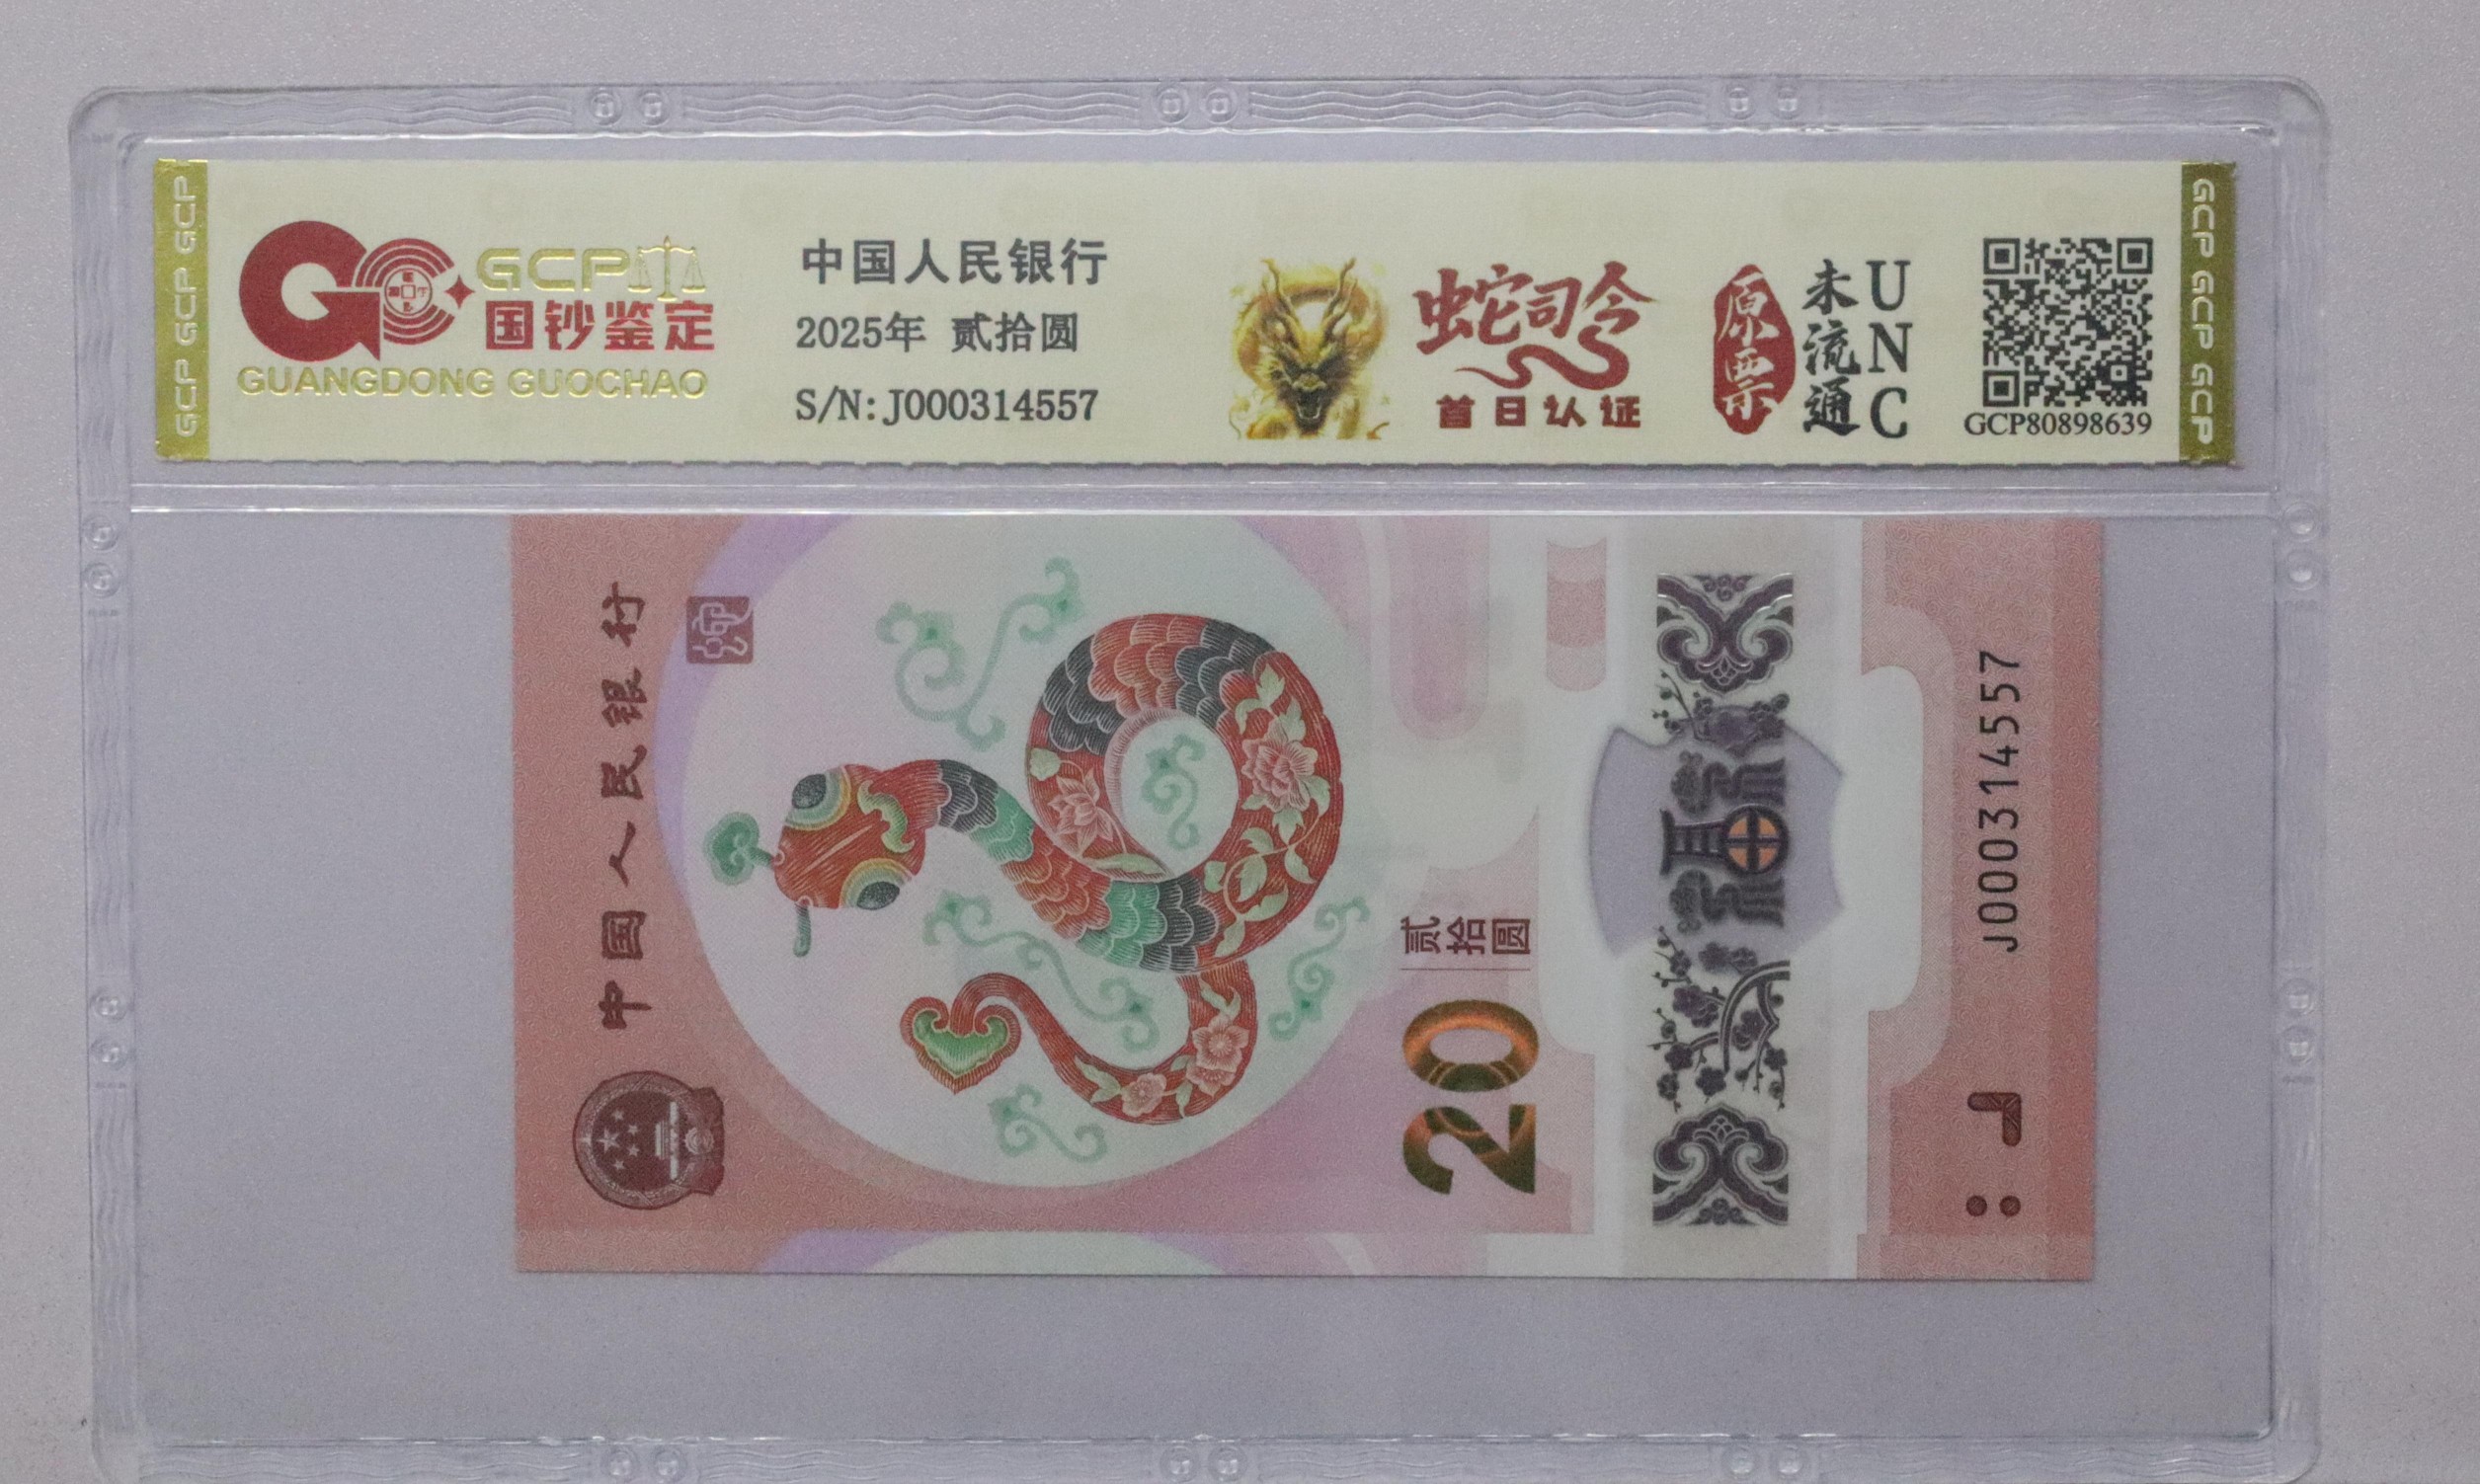 GCP GCP GCP
GCP
国钞鉴定
GUANGDONG GUOCHAO
中国人民银行
2025年 贰拾圆
S/N:J000314557
蛇司令
首日认证
原票
未流通
UNC
GCP80898639
GCP GCP GCP
中国人民银行
20
贰拾圆
福
J000314557